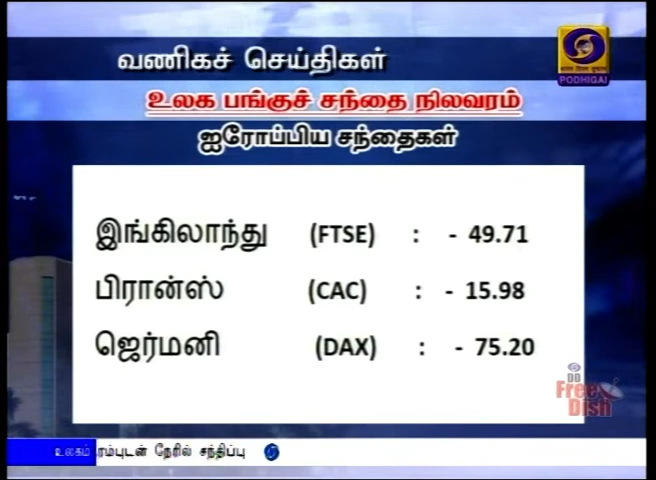 வணிகச் செய்திகள்
PODHIGAI
உலக பங்குச் சந்தை நிலவரம்
ஐரோப்பிய சந்தைகள்
இங்கிலாந்து (FTSE) : - 49.71
பிரான்ஸ் (CAC) : - 15.98
ஜெர்மனி (DAX) : - 75.20
DD
Free
Dish
உலகம் ரம்புடன் நேரில் சந்திப்பு